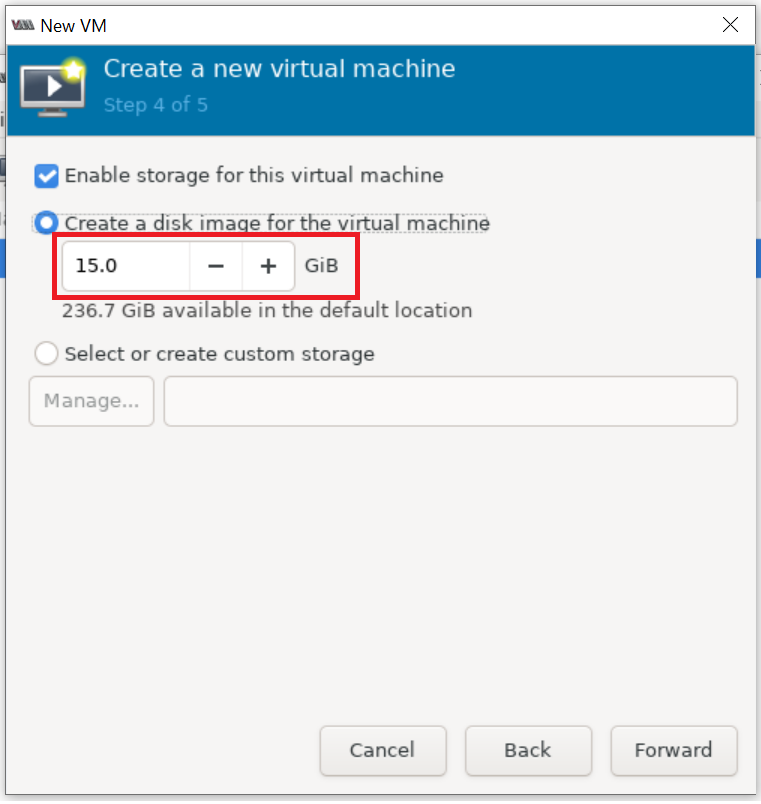 New VM
Create a new virtual machine
Step 4 of 5
Enable storage for this virtual machine
Create a disk image for the virtual machine
15.0 − + GiB
236.7 GiB available in the default location
Select or create custom storage
Manage...
Cancel Back Forward